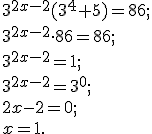 3^{2x-2}(3^4+5)=86;
3^{2x-2}·86=86;
3^{2x-2}=1;
3^{2x-2}=3^0;
2x-2=0;
x=1.